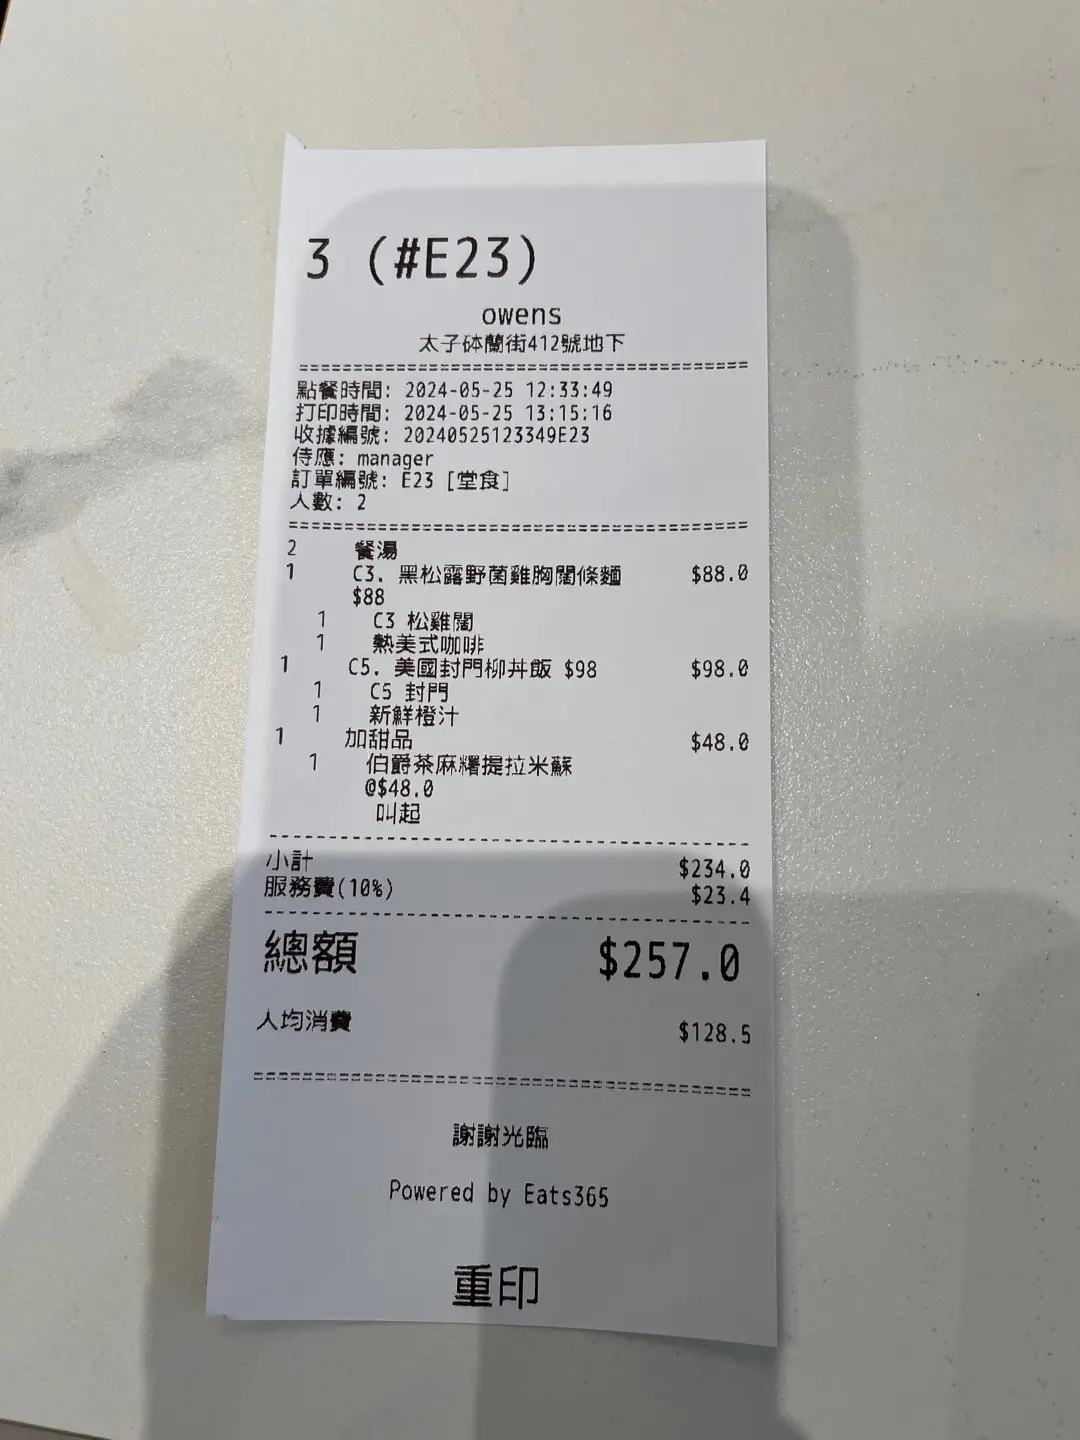 3 (#E23)
owens
太子砵蘭街412號地下
點餐時間: 2024-05-25 12:33:49
打印時間: 2024-05-25 13:15:16
收據編號: 20240525123349E23
侍應: manager
訂單編號: E23 [堂食]
人數: 2
2 餐湯
1 C3. 黑松露野菌雞胸闊條麵 $88.0
$88
1 C3 松雞闊
1 熱美式咖啡
1 C5. 美國封門柳丼飯 $98 $98.0
1 C5 封門
1 新鮮橙汁
1 加甜品 $48.0
1 伯爵茶麻糬提拉米蘇
@$48.0
叫起
小計 $234.0
服務費(10%) $23.4
總額 $257.0
人均消費 $128.5
謝謝光臨
Powered by Eats365
重印